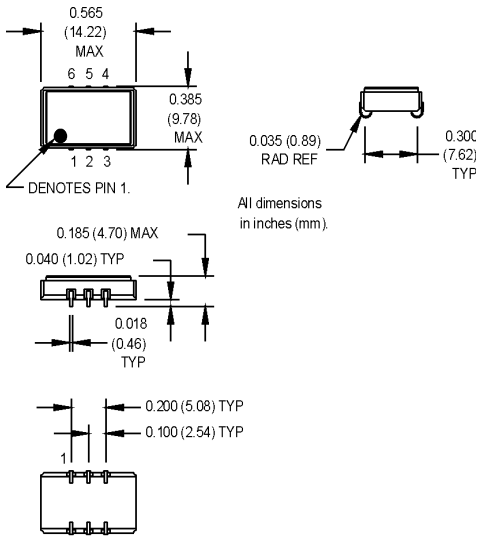 0.565
(14.22)
MAX
6 5 4
0.385
(9.78)
MAX
1 2 3
DENOTES PIN 1.
0.035 (0.89)
RAD REF
0.300
(7.62)
TYP
All dimensions
in inches (mm).
0.185 (4.70) MAX
0.040 (1.02) TYP
0.018
(0.46)
TYP
0.200 (5.08) TYP
0.100 (2.54) TYP
1